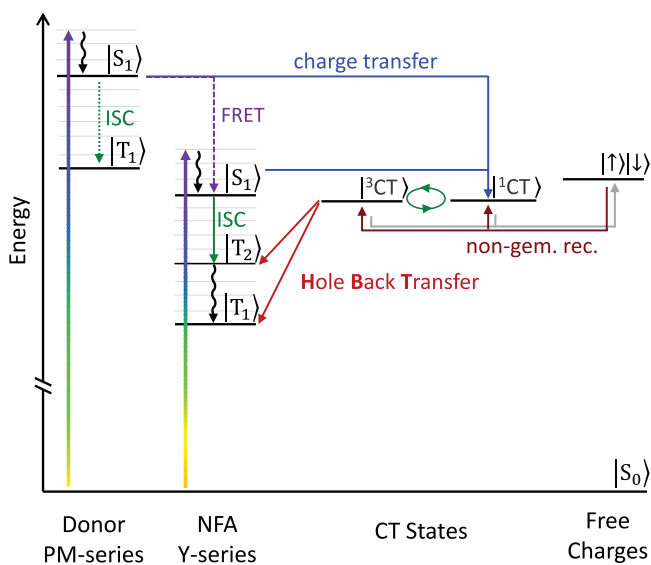 |S₁⟩
charge transfer
ISC
FRET
|T₁⟩
|S₁⟩
|³CT⟩
|¹CT⟩
|↑⟩|↓⟩
ISC
|T₂⟩
non-gem. rec.
Hole Back Transfer
|T₁⟩
Energy
|S₀⟩
Donor
PM-series
NFA
Y-series
CT States
Free
Charges